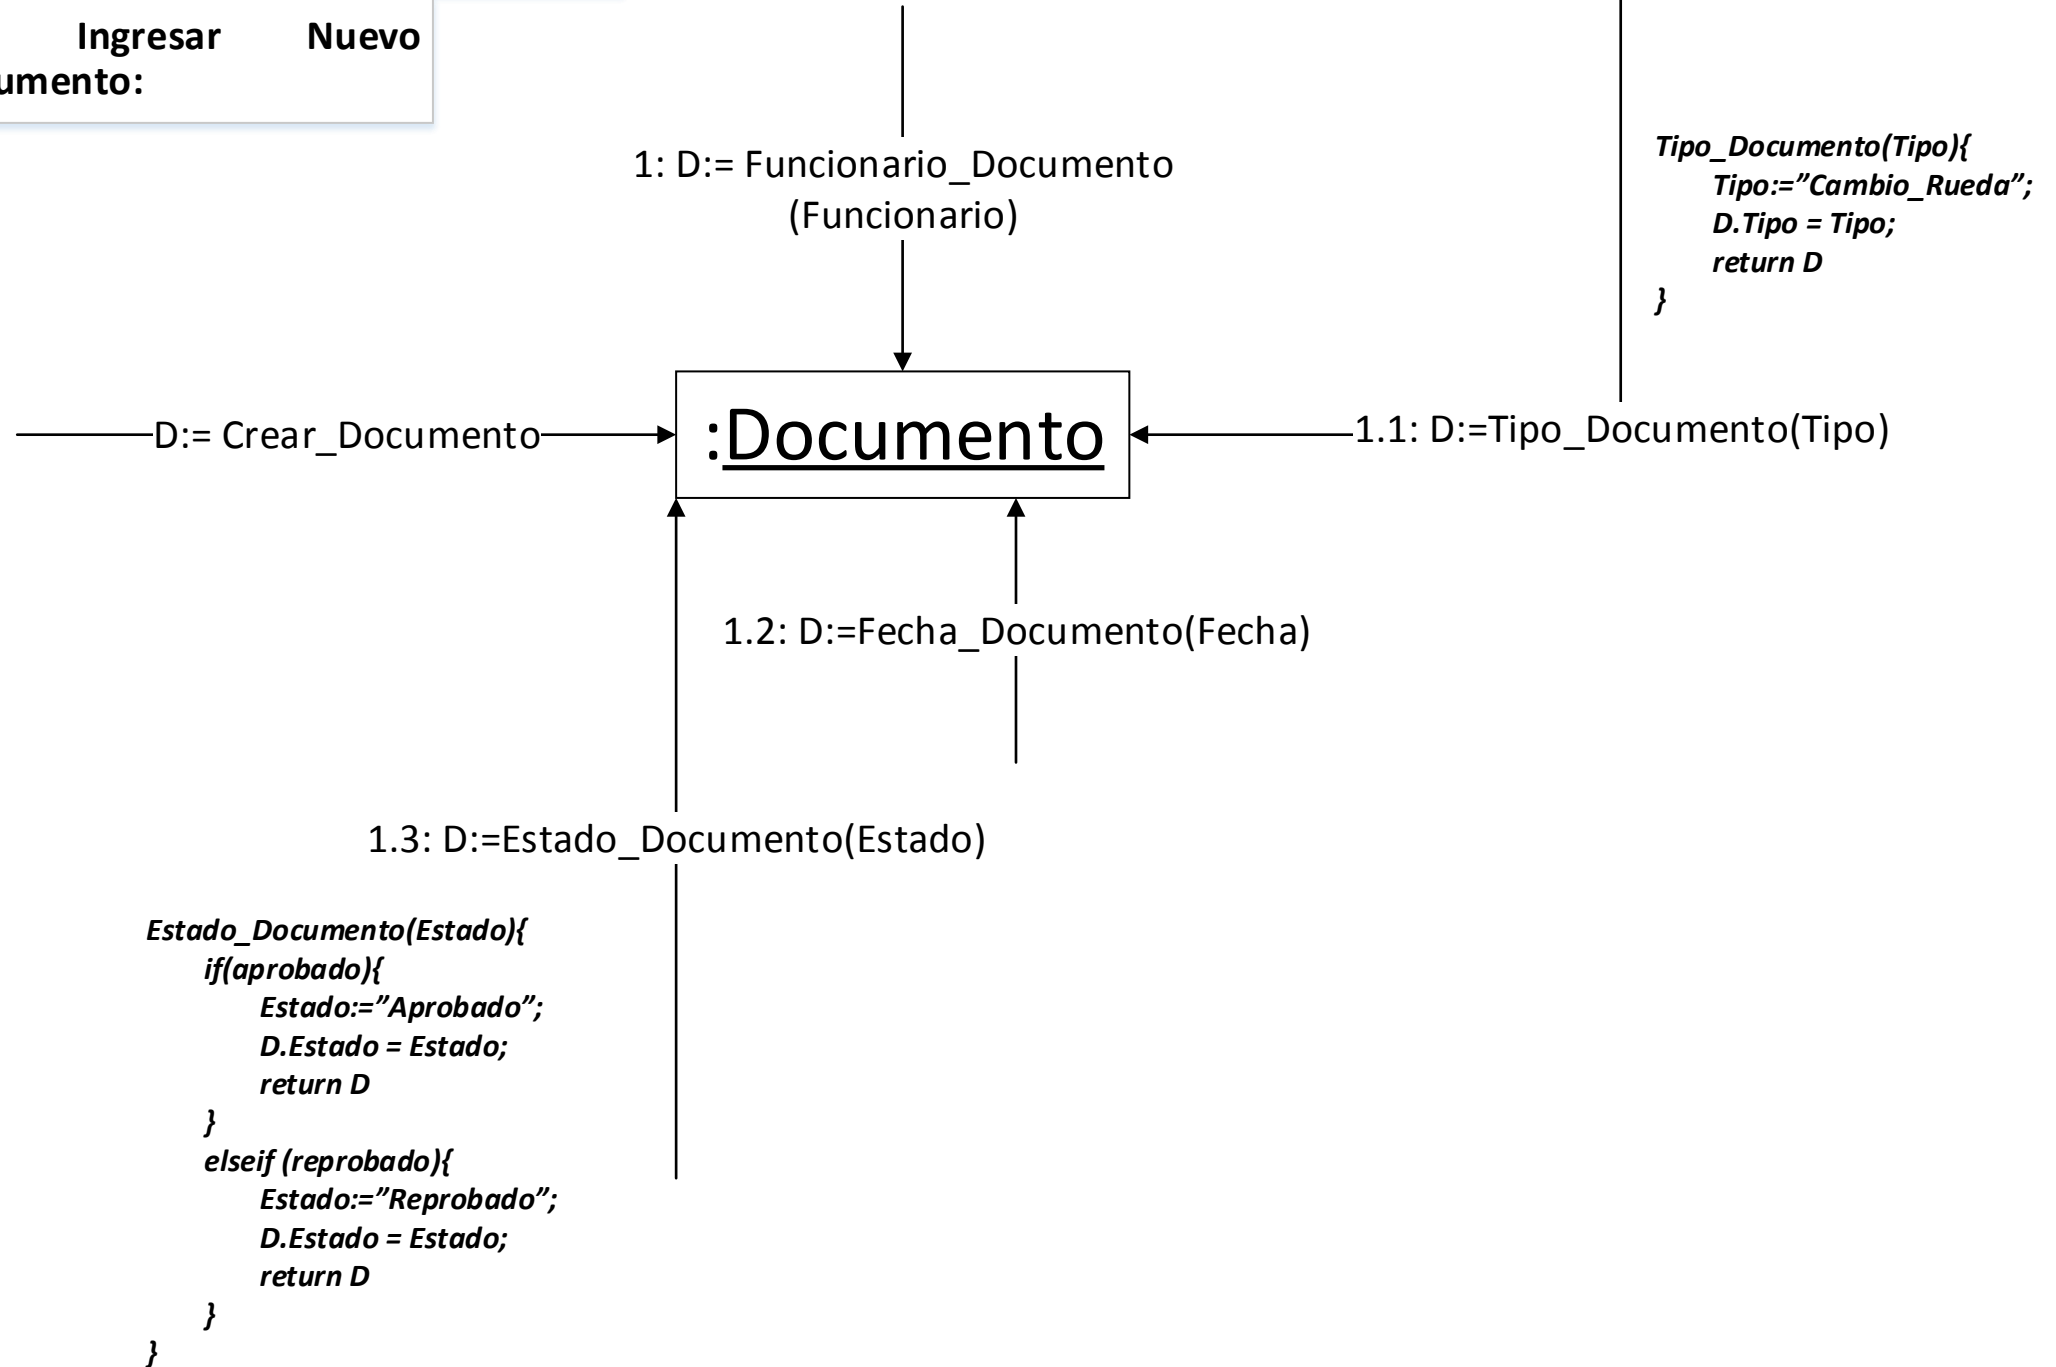 Ingresar Nuevo
umento:
1: D:= Funcionario_Documento
(Funcionario)
Tipo_Documento(Tipo){
Tipo:=”Cambio_Rueda”;
D.Tipo = Tipo;
return D
}
D:= Crear_Documento
:Documento
1.1: D:=Tipo_Documento(Tipo)
1.2: D:=Fecha_Documento(Fecha)
1.3: D:=Estado_Documento(Estado)
Estado_Documento(Estado){
if(aprobado){
Estado:=”Aprobado”;
D.Estado = Estado;
return D
}
elseif (reprobado){
Estado:=”Reprobado”;
D.Estado = Estado;
return D
}
}